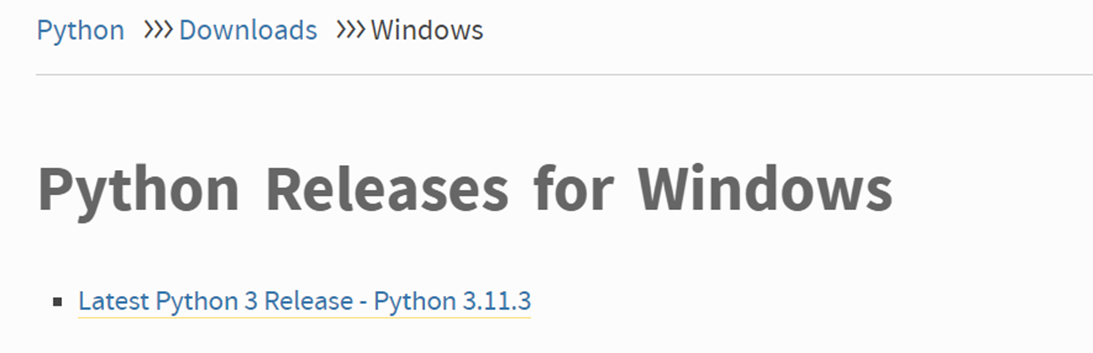 Python >>> Downloads >>> Windows
Python Releases for Windows
▪ Latest Python 3 Release - Python 3.11.3